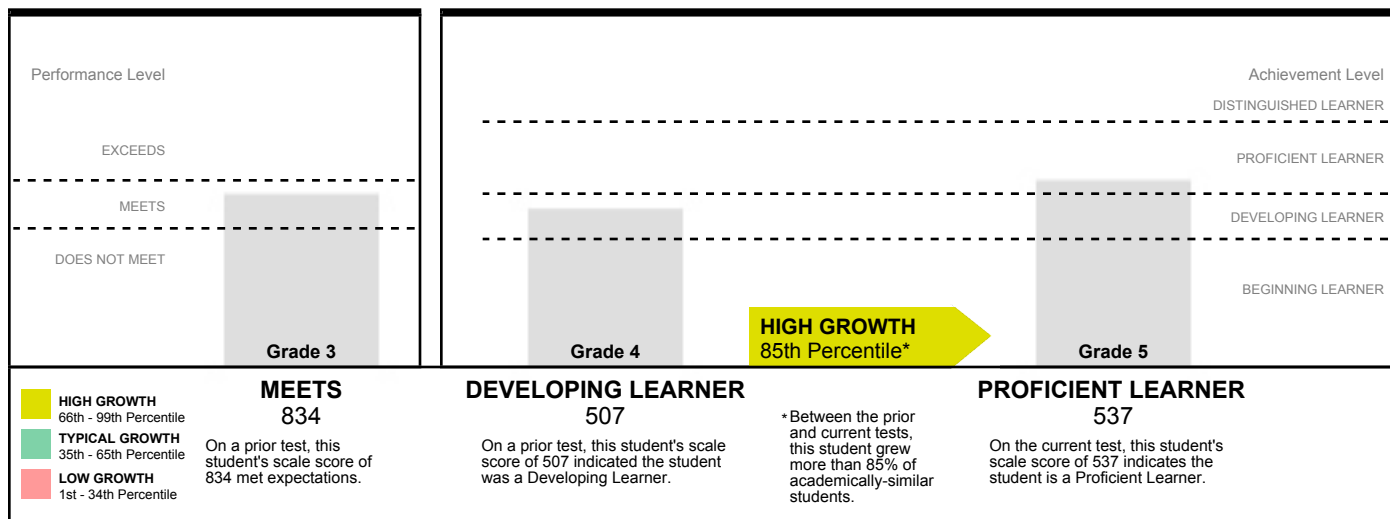 Performance Level
EXCEEDS
MEETS
DOES NOT MEET
Grade 3
Achievement Level
DISTINGUISHED LEARNER
PROFICIENT LEARNER
DEVELOPING LEARNER
BEGINNING LEARNER
Grade 4
HIGH GROWTH
85th Percentile*
Grade 5
HIGH GROWTH
66th - 99th Percentile
TYPICAL GROWTH
35th - 65th Percentile
LOW GROWTH
1st - 34th Percentile
MEETS
834
On a prior test, this
student's scale score of
834 met expectations.
DEVELOPING LEARNER
507
On a prior test, this student's scale
score of 507 indicated the student
was a Developing Learner.
*Between the prior
and current tests,
this student grew
more than 85% of
academically-similar
students.
PROFICIENT LEARNER
537
On the current test, this student's
scale score of 537 indicates the
student is a Proficient Learner.